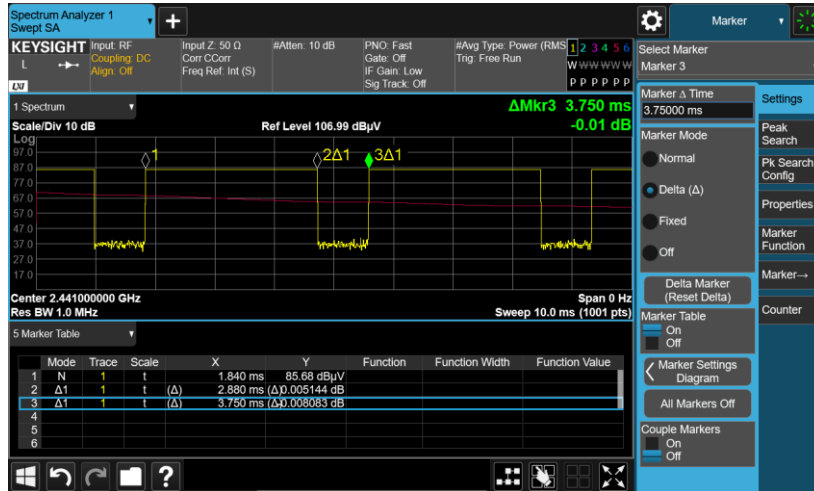 Spectrum Analyzer 1
Swept SA
+
Marker
KEYSIGHT
L
LXI
Input: RF
Coupling: DC
Align: Off
Input Z: 50 Ω
Corr CCorr
Freq Ref: Int (S)
#Atten: 10 dB
PNO: Fast
Gate: Off
IF Gain: Low
Sig Track: Off
#Avg Type: Power (RMS
Trig: Free Run
1 2 3 4 5 6
W W W W W W
P P P P P P
Select Marker
Marker 3
1 Spectrum
ΔMkr3 3.750 ms
-0.01 dB
Scale/Div 10 dB
Ref Level 106.99 dBµV
Log
97.0
87.0
77.0
67.0
57.0
47.0
37.0
27.0
17.0
1
2Δ1
3Δ1
Center 2.441000000 GHz
Span 0 Hz
Res BW 1.0 MHz
Sweep 10.0 ms (1001 pts)
5 Marker Table
Mode Trace Scale X Y Function Function Width Function Value
1 N 1 t 1.840 ms 85.68 dBµV
2 Δ1 1 t (Δ) 2.880 ms (Δ) 0.005144 dB
3 Δ1 1 t (Δ) 3.750 ms (Δ) -0.008083 dB
4
5
6
Marker Δ Time
3.75000 ms
Marker Mode
Normal
Delta (Δ)
Fixed
Off
Delta Marker
(Reset Delta)
Marker Table
On
Off
Marker Settings
Diagram
All Markers Off
Couple Markers
On
Off
Settings
Peak
Search
Pk Search
Config
Properties
Marker
Function
Marker→
Counter
?